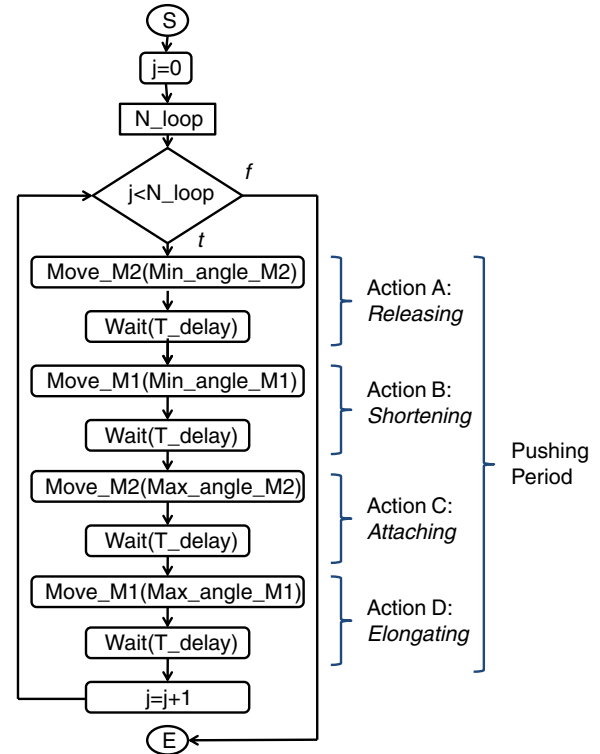 S
j=0
N_loop
j<N_loop
f
t
Move_M2(Min_angle_M2)
Wait(T_delay)
Action A:
Releasing
Move_M1(Min_angle_M1)
Wait(T_delay)
Action B:
Shortening
Move_M2(Max_angle_M2)
Wait(T_delay)
Action C:
Attaching
Move_M1(Max_angle_M1)
Wait(T_delay)
Action D:
Elongating
Pushing
Period
j=j+1
E